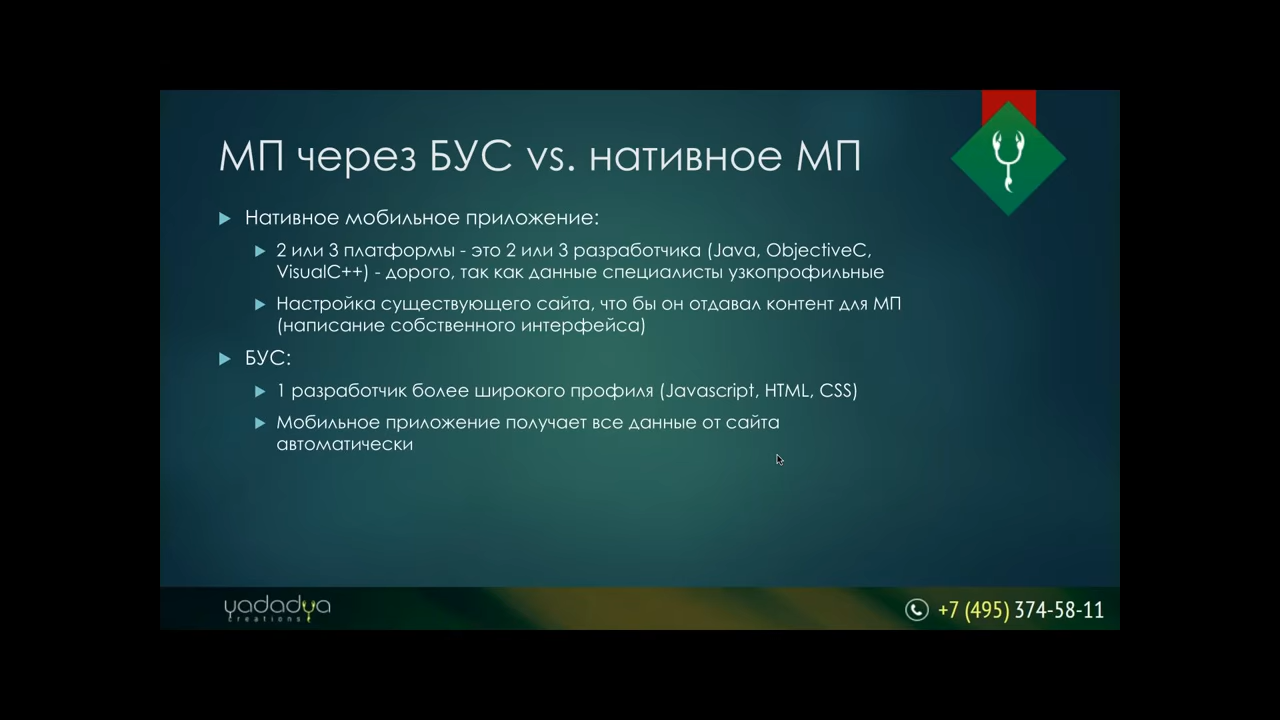 МП через БУС vs. нативное МП
Нативное мобильное приложение:
2 или 3 платформы - это 2 или 3 разработчика (Java, ObjectiveC,
VisualC++) - дорого, так как данные специалисты узкопрофильные
Настройка существующего сайта, что бы он отдавал контент для МП
(написание собственного интерфейса)
БУС:
1 разработчик более широкого профиля (Javascript, HTML, CSS)
Мобильное приложение получает все данные от сайта
автоматически
yadadya
creations
+7 (495) 374-58-11